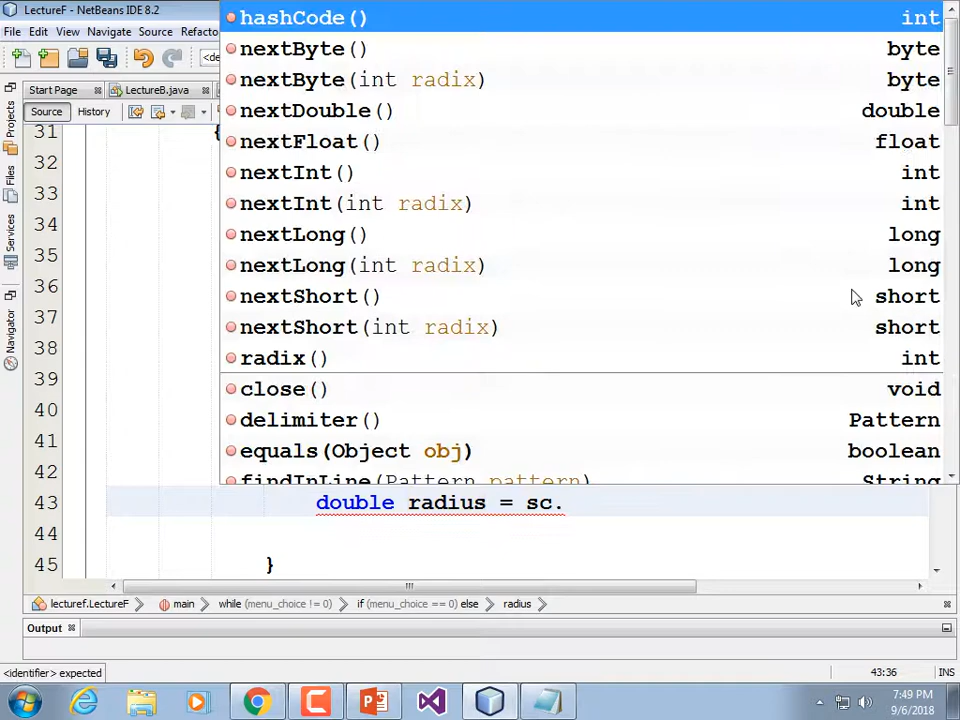 LectureF - NetBeans IDE 8.2
File Edit View Navigate Source Refacto
Start Page LectureB.java
Source History
hashCode() int
nextByte() byte
nextByte(int radix) byte
nextDouble() double
nextFloat() float
nextInt() int
nextInt(int radix) int
nextLong() long
nextLong(int radix) long
nextShort() short
nextShort(int radix) short
radix() int
close() void
delimiter() Pattern
equals(Object obj) boolean
findInLine(Pattern pattern) String
Projects
Files
Services
Navigator
31 {
32
33
34
35
36
37
38
39
40
41
42
43 double radius = sc.
44
45 }
lecturef.LectureF main while (menu_choice != 0) if (menu_choice == 0) else radius
Output
<identifier> expected 43:36 INS
7:49 PM
9/6/2018